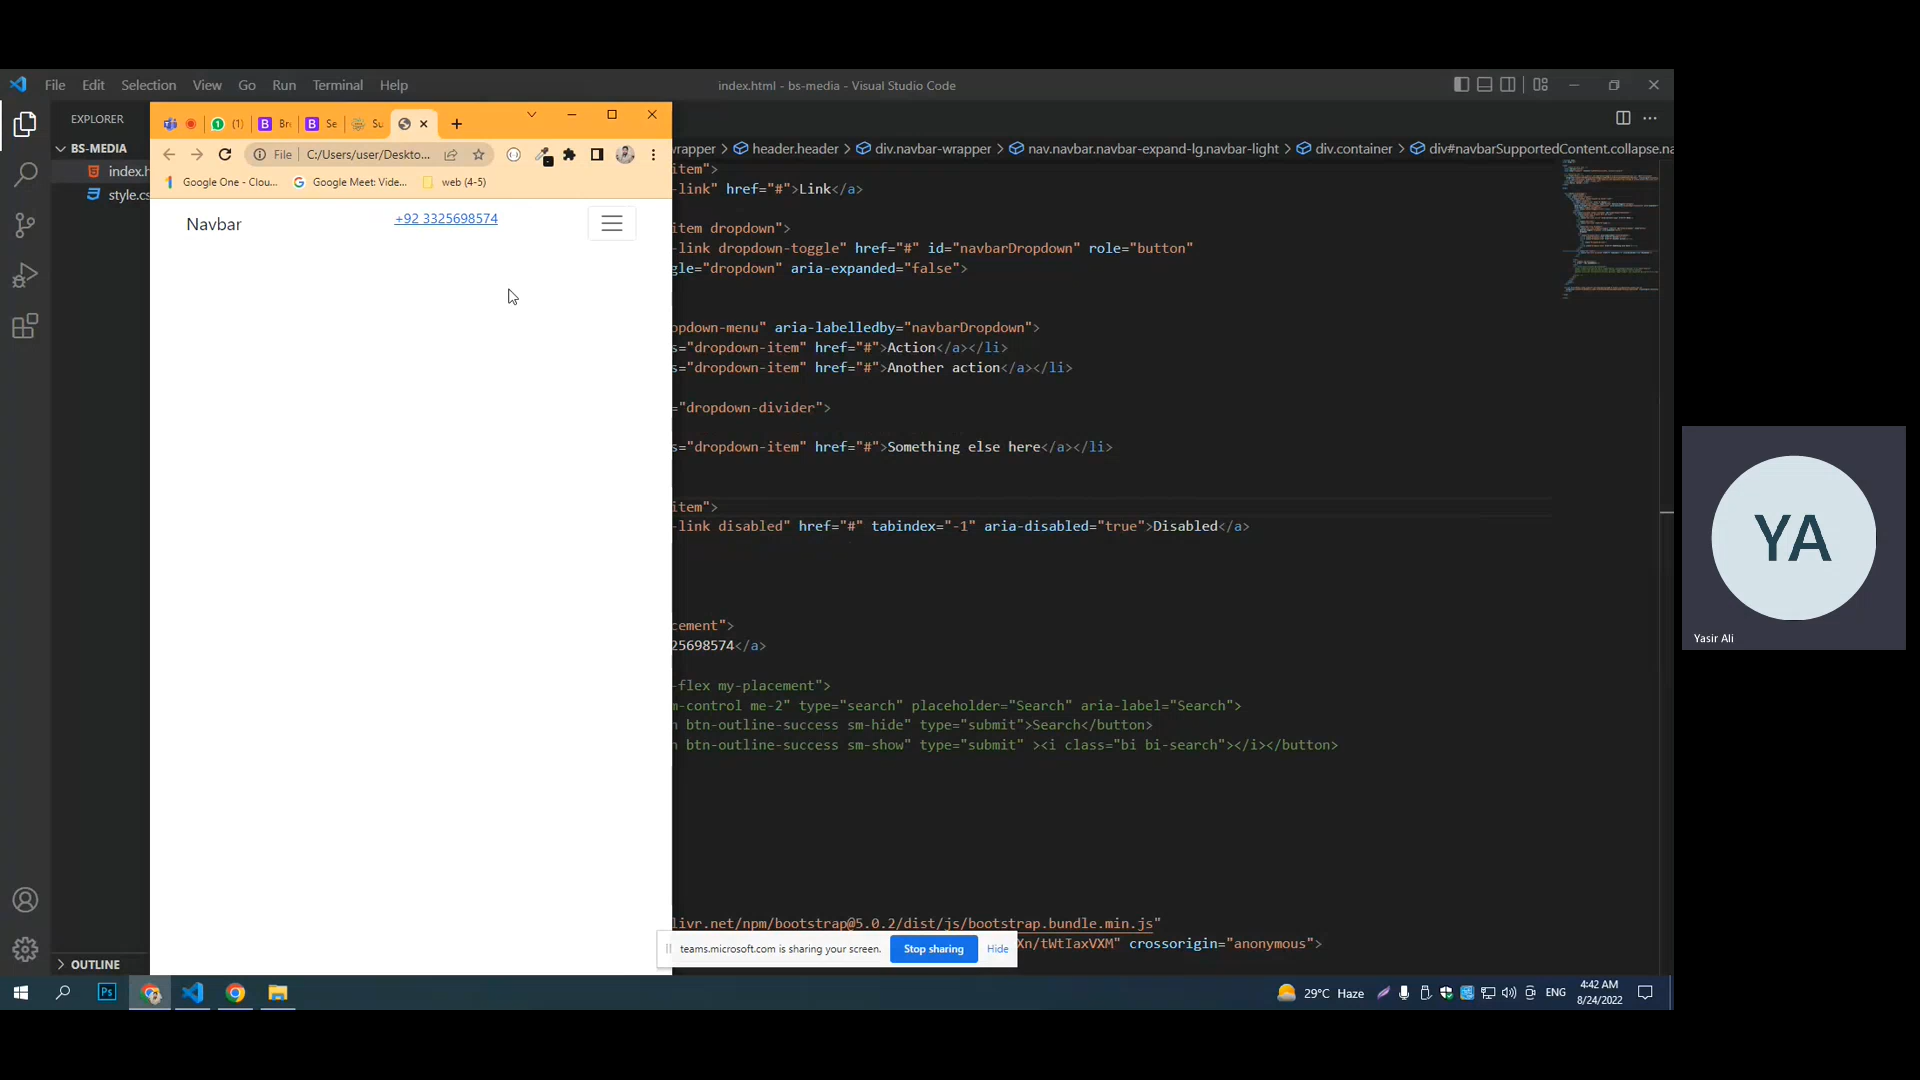 File Edit Selection View Go Run Terminal Help
index.html - bs-media - Visual Studio Code
EXPLORER
BS-MEDIA
index.h
style.cs
OUTLINE
(1)
Br
Se
Su
File
C:/Users/user/Deskto...
Google One - Clou...
Google Meet: Vide...
web (4-5)
Navbar
+92 3325698574
wrapper > header.header > div.navbar-wrapper > nav.navbar.navbar-expand-lg.navbar-light > div.container > div#navbarSupportedContent.collapse.na
item">
-link" href="#">Link</a>
item dropdown">
-link dropdown-toggle" href="#" id="navbarDropdown" role="button"
gle="dropdown" aria-expanded="false">
opdown-menu" aria-labelledby="navbarDropdown">
s="dropdown-item" href="#">Action</a></li>
s="dropdown-item" href="#">Another action</a></li>
="dropdown-divider">
s="dropdown-item" href="#">Something else here</a></li>
item">
-link disabled" href="#" tabindex="-1" aria-disabled="true">Disabled</a>
cement">
25698574</a>
-flex my-placement">
m-control me-2" type="search" placeholder="Search" aria-label="Search">
n btn-outline-success sm-hide" type="submit">Search</button>
n btn-outline-success sm-show" type="submit" ><i class="bi bi-search"></i></button>
livr.net/npm/bootstrap@5.0.2/dist/js/bootstrap.bundle.min.js"
Xn/tWtIaxVXM" crossorigin="anonymous">
teams.microsoft.com is sharing your screen.
Stop sharing
Hide
YA
Yasir Ali
Ps
29°C Haze
ENG
4:42 AM
8/24/2022